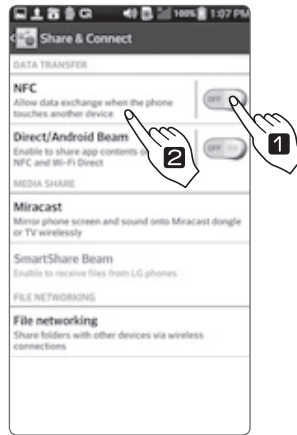 100% 1:07 PM
Share & Connect
DATA TRANSFER
NFC
Allow data exchange when the phone
touches another device
OFF
1
Direct/Android Beam
Enable to share app contents
NFC and Wi-Fi Direct
OFF
2
MEDIA SHARE
Miracast
Mirror phone screen and sound onto Miracast dongle
or TV wirelessly
SmartShare Beam
Enable to receive files from LG phones
FILE NETWORKING
File networking
Share folders with other devices via wireless
connections